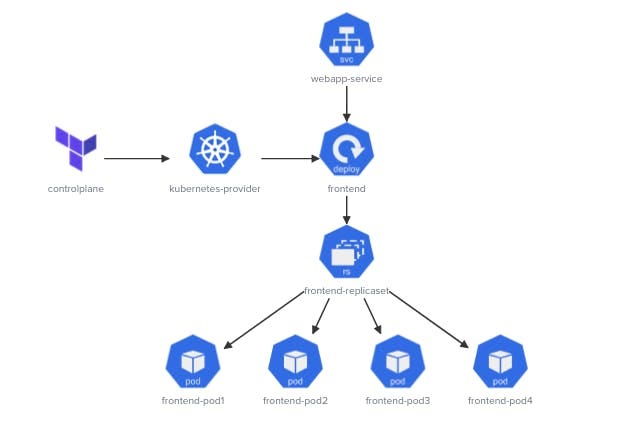 svc
webapp-service
controlplane
kubernetes-provider
deploy
frontend
rs
frontend-replicaset
pod
frontend-pod1
pod
frontend-pod2
pod
frontend-pod3
pod
frontend-pod4